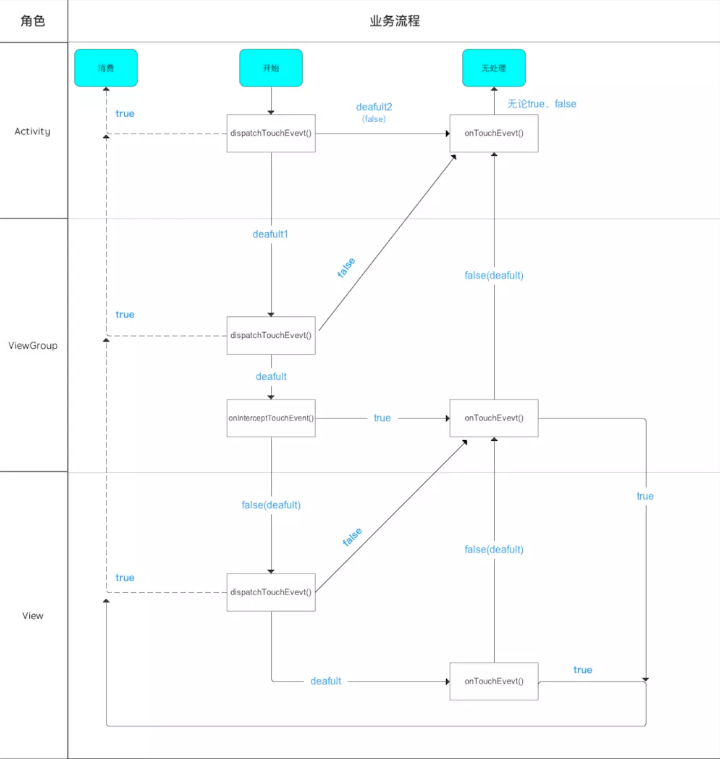 角色
业务流程
消费
开始
无处理
true
deafult2
(false)
无论true、false
Activity
dispatchTouchEvevt()
onTouchEvevt()
deafult1
false
false(deafult)
true
dispatchTouchEvevt()
ViewGroup
deafult
onInterceptTouchEvent()
true
onTouchEvevt()
true
false(deafult)
false
false(deafult)
true
dispatchTouchEvevt()
View
deafult
onTouchEvevt()
true